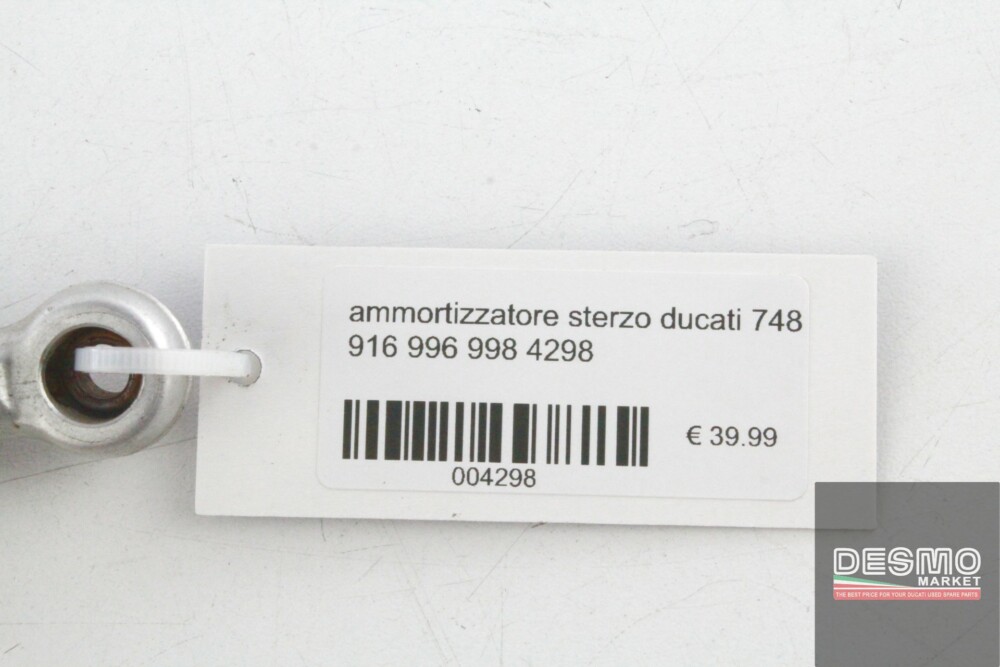 ammortizzatore sterzo ducati 748
916 996 998 4298
€ 39.99
004298
DESMO
MARKET
THE BEST PRICE FOR YOUR DUCATI USED SPARE PARTS